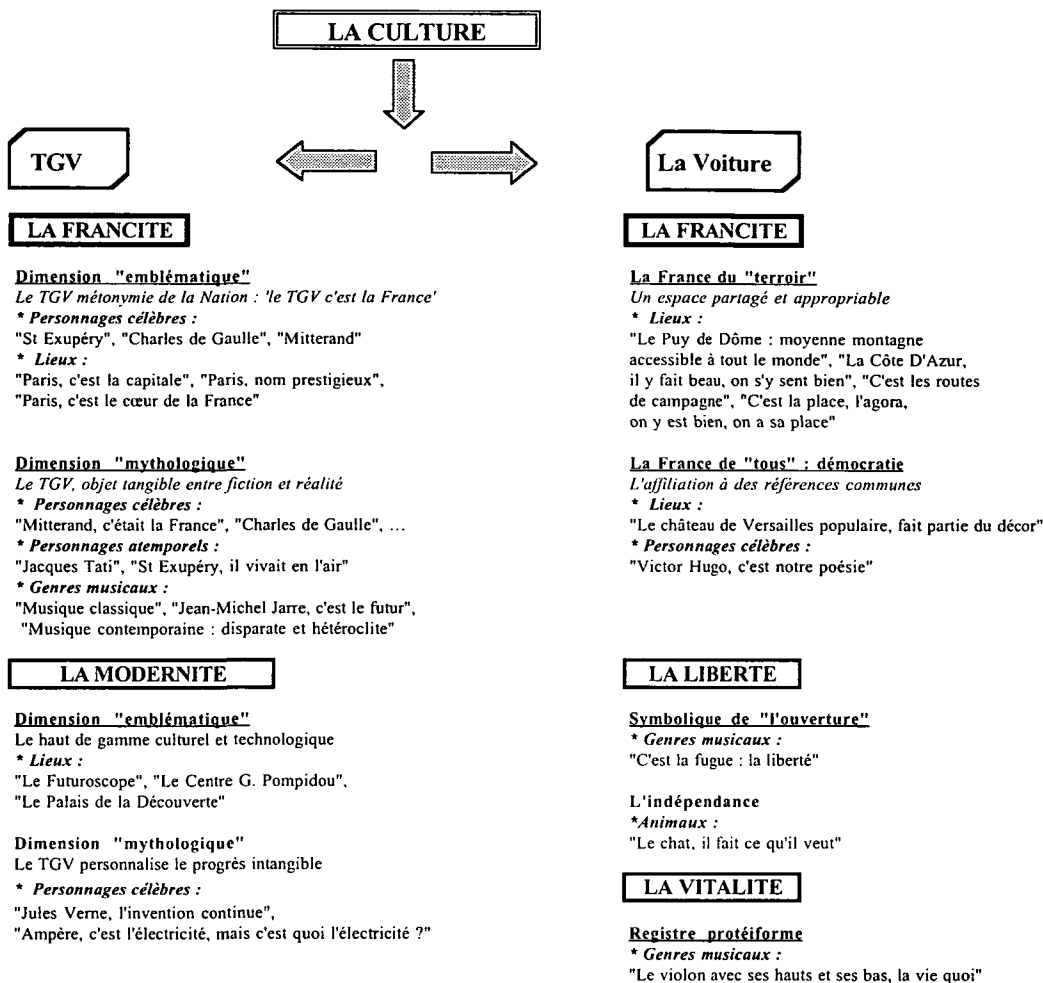 LA CULTURE
TGV
LA FRANCITE
Dimension "emblématique"
Le TGV métonymie de la Nation : 'le TGV c'est la France'
* Personnages célèbres :
"St Exupéry", "Charles de Gaulle", "Mitterand"
* Lieux :
"Paris, c'est la capitale", "Paris, nom prestigieux",
"Paris, c'est le cœur de la France"
Dimension "mythologique"
Le TGV, objet tangible entre fiction et réalité
* Personnages célèbres :
"Mitterand, c'était la France", "Charles de Gaulle", ...
* Personnages atemporels :
"Jacques Tati", "St Exupéry, il vivait en l'air"
* Genres musicaux :
"Musique classique", "Jean-Michel Jarre, c'est le futur",
"Musique contemporaine : disparate et hétéroclite"
LA MODERNITE
Dimension "emblématique"
Le haut de gamme culturel et technologique
* Lieux :
"Le Futuroscope", "Le Centre G. Pompidou",
"Le Palais de la Découverte"
Dimension "mythologique"
Le TGV personnalise le progrès intangible
* Personnages célèbres :
"Jules Verne, l'invention continue",
"Ampère, c'est l'électricité, mais c'est quoi l'électricité ?"
La Voiture
LA FRANCITE
La France du "terroir"
Un espace partagé et appropriable
* Lieux :
"Le Puy de Dôme : moyenne montagne
accessible à tout le monde", "La Côte D'Azur,
il y fait beau, on s'y sent bien", "C'est les routes
de campagne", "C'est la place, l'agora,
on y est bien, on a sa place"
La France de "tous" : démocratie
L'affiliation à des références communes
* Lieux :
"Le château de Versailles populaire, fait partie du décor"
* Personnages célèbres :
"Victor Hugo, c'est notre poésie"
LA LIBERTE
Symbolique de "l'ouverture"
* Genres musicaux :
"C'est la fugue : la liberté"
L'indépendance
*Animaux :
"Le chat, il fait ce qu'il veut"
LA VITALITE
Registre protéiforme
* Genres musicaux :
"Le violon avec ses hauts et ses bas, la vie quoi"